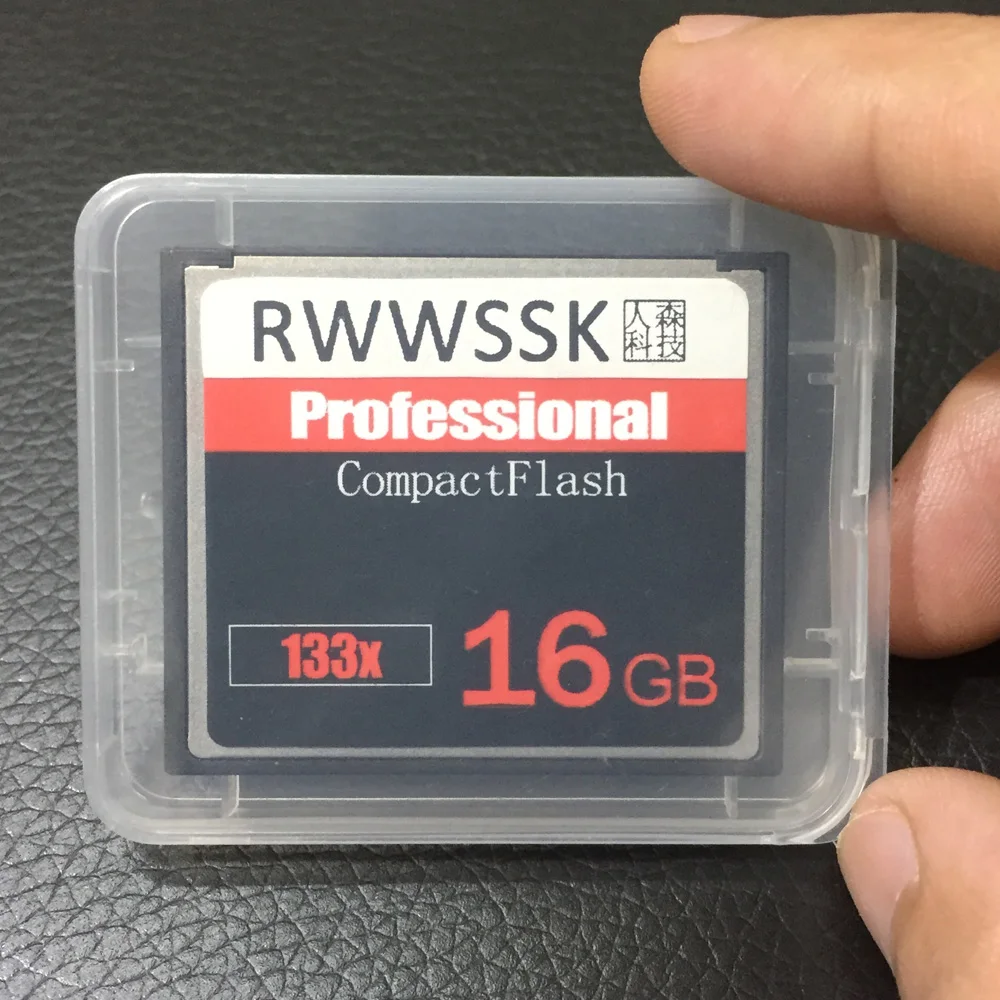 RWWSSK 人森科技
Professional
CompactFlash
133x 16GB